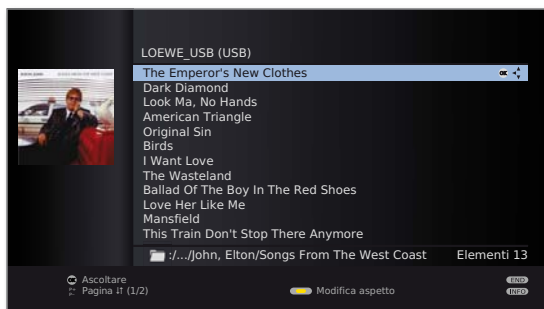 LOEWE_USB (USB)
The Emperor's New Clothes OK
Dark Diamond
Look Ma, No Hands
American Triangle
Original Sin
Birds
I Want Love
The Wasteland
Ballad Of The Boy In The Red Shoes
Love Her Like Me
Mansfield
This Train Don't Stop There Anymore
:/.../John, Elton/Songs From The West Coast Elementi 13
OK Ascoltare END
Pagina (1/2) Modifica aspetto INFO